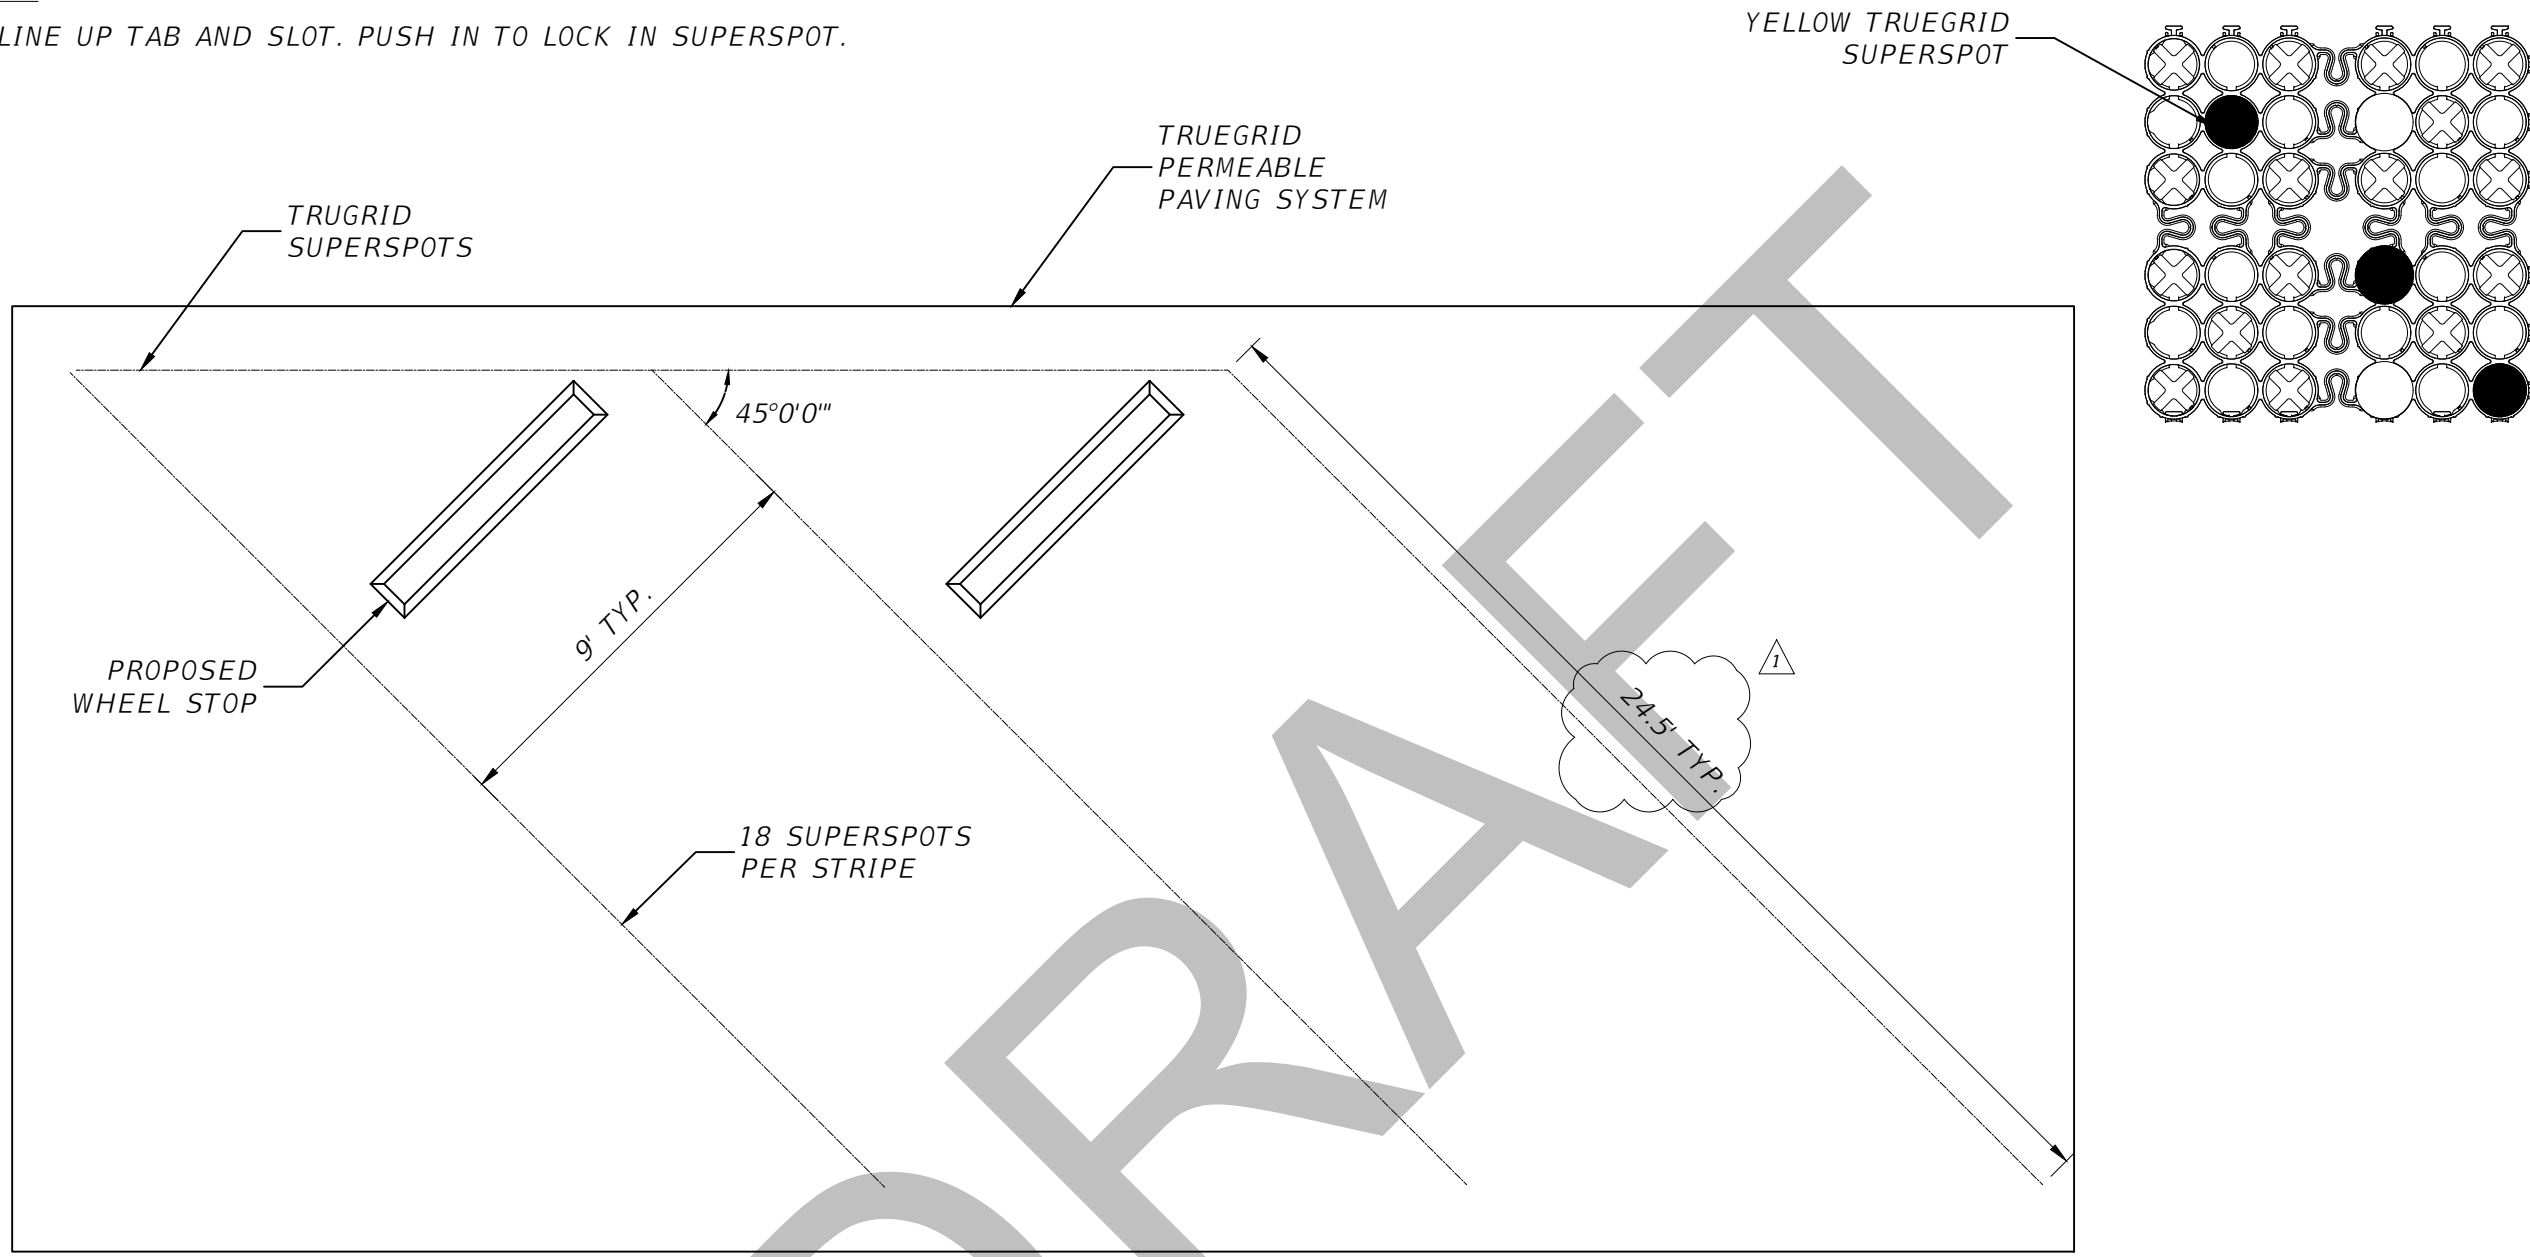 LINE UP TAB AND SLOT. PUSH IN TO LOCK IN SUPERSPOT.
YELLOW TRUEGRID
SUPERSPOT
TRUEGRID
PERMEABLE
PAVING SYSTEM
TRUGRID
SUPERSPOTS
45°0'0"'
9' TYP.
PROPOSED
WHEEL STOP
1
24.5' TYP.
18 SUPERSPOTS
PER STRIPE
DRAFT